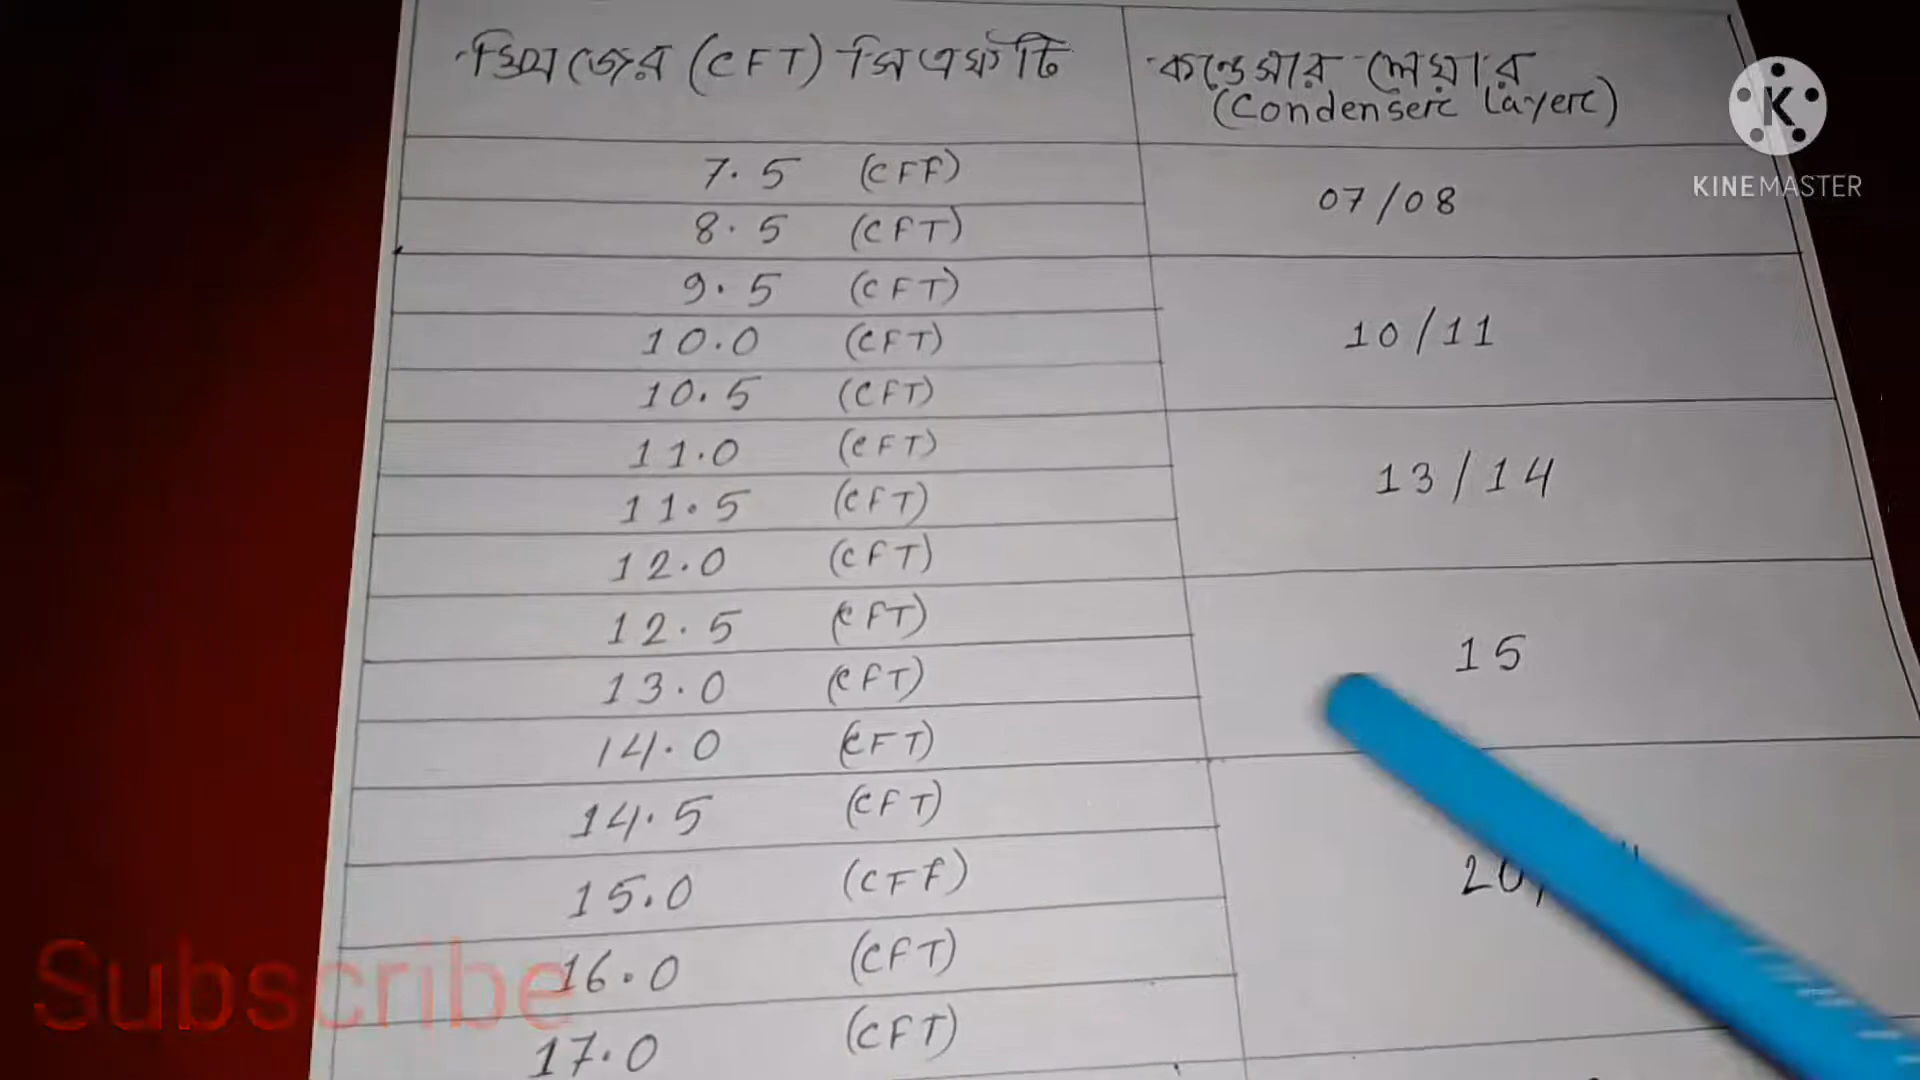 ফ্রিজের (CFT) সি এফ টি
কন্ডেন্সার লেয়ার
(Condenser Layer)
7.5 (CFT)
07/08
8.5 (CFT)
9.5 (CFT)
10.0 (CFT)
10/11
10.5 (CFT)
11.0 (CFT)
11.5 (CFT)
13/14
12.0 (CFT)
12.5 (CFT)
13.0 (CFT)
15
14.0 (CFT)
14.5 (CFT)
15.0 (CFT)
20/
16.0 (CFT)
17.0 (CFT)
K
KINEMASTER
Subscribe